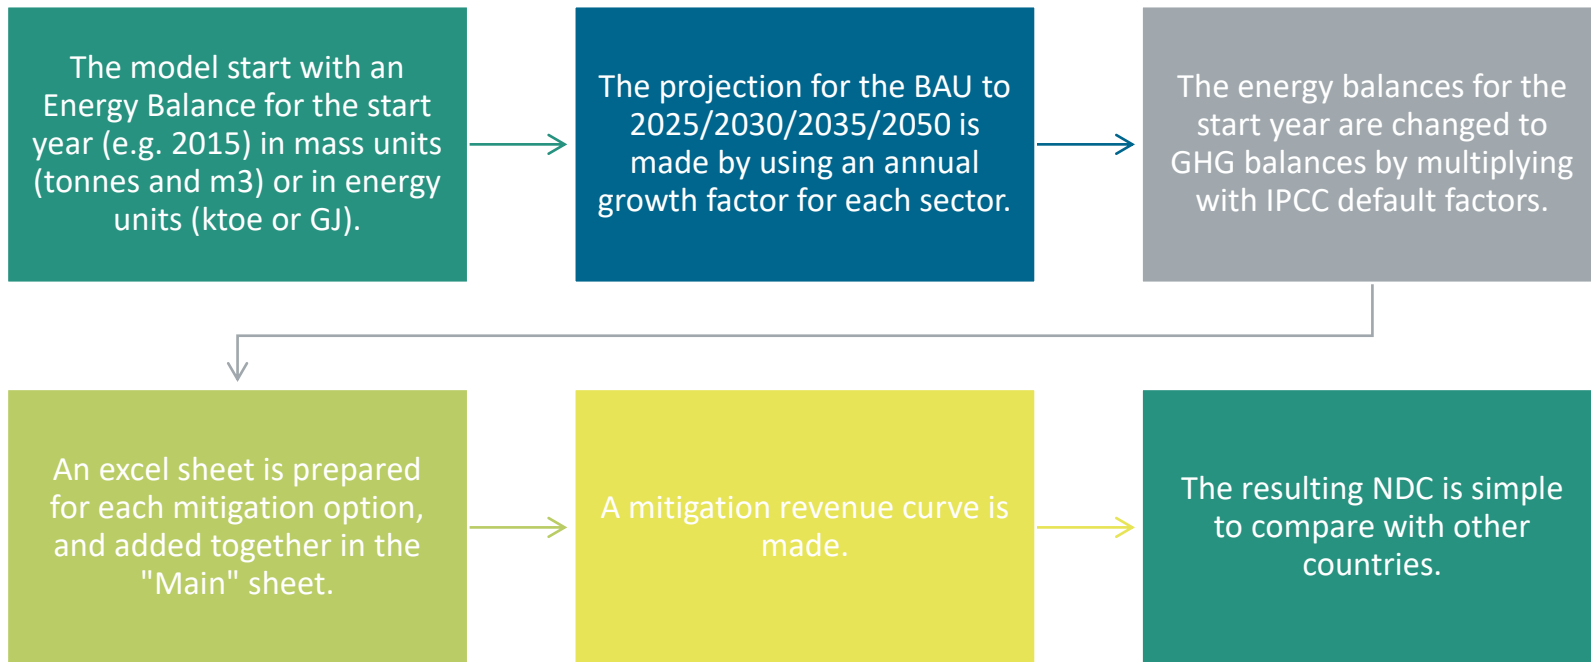 The model start with an
Energy Balance for the start
year (e.g. 2015) in mass units
(tonnes and m3) or in energy
units (ktoe or GJ).
The projection for the BAU to
2025/2030/2035/2050 is
made by using an annual
growth factor for each sector.
The energy balances for the
start year are changed to
GHG balances by multiplying
with IPCC default factors.
An excel sheet is prepared
for each mitigation option,
and added together in the
"Main" sheet.
A mitigation revenue curve is
made.
The resulting NDC is simple
to compare with other
countries.